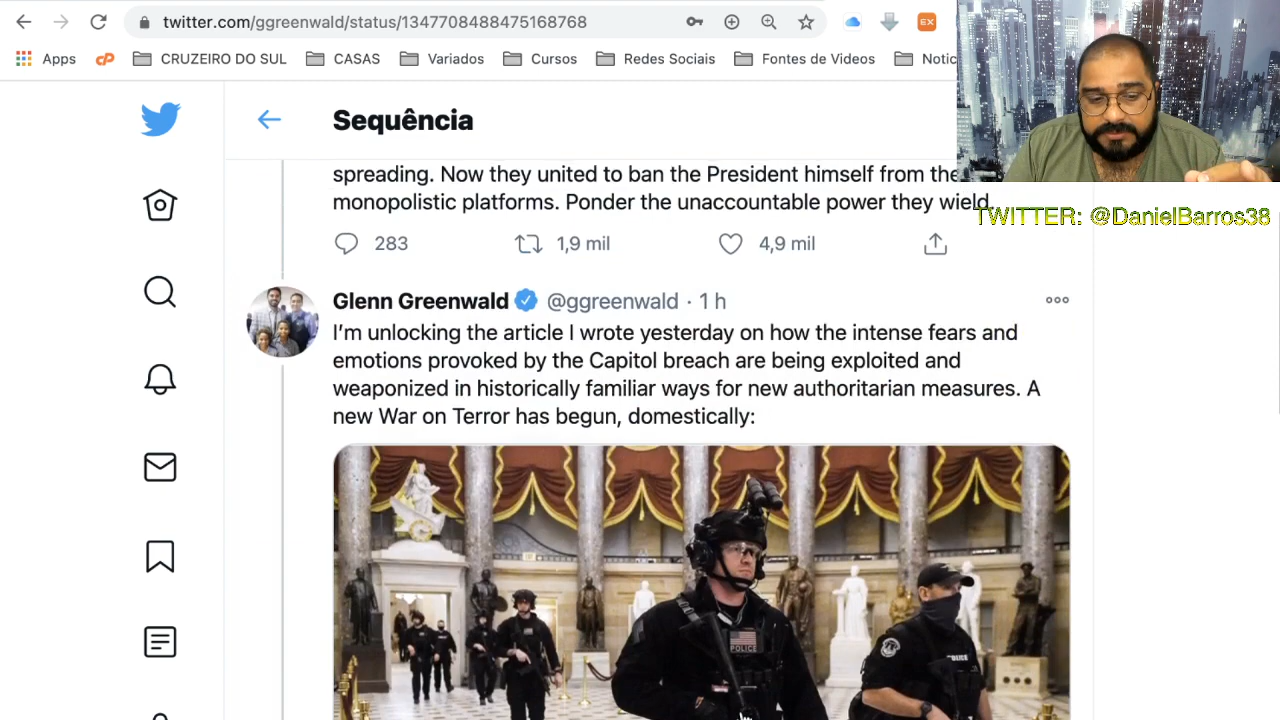 twitter.com/ggreenwald/status/1347708488475168768
EX
Apps
cP
CRUZEIRO DO SUL
CASAS
Variados
Cursos
Redes Sociais
Fontes de Videos
Notic
Sequência
spreading. Now they united to ban the President himself from the
monopolistic platforms. Ponder the unaccountable power they wield.
TWITTER: @DanielBarros38
283
1,9 mil
4,9 mil
Glenn Greenwald @ggreenwald · 1 h
I’m unlocking the article I wrote yesterday on how the intense fears and
emotions provoked by the Capitol breach are being exploited and
weaponized in historically familiar ways for new authoritarian measures. A
new War on Terror has begun, domestically:
POLICE
POLICE